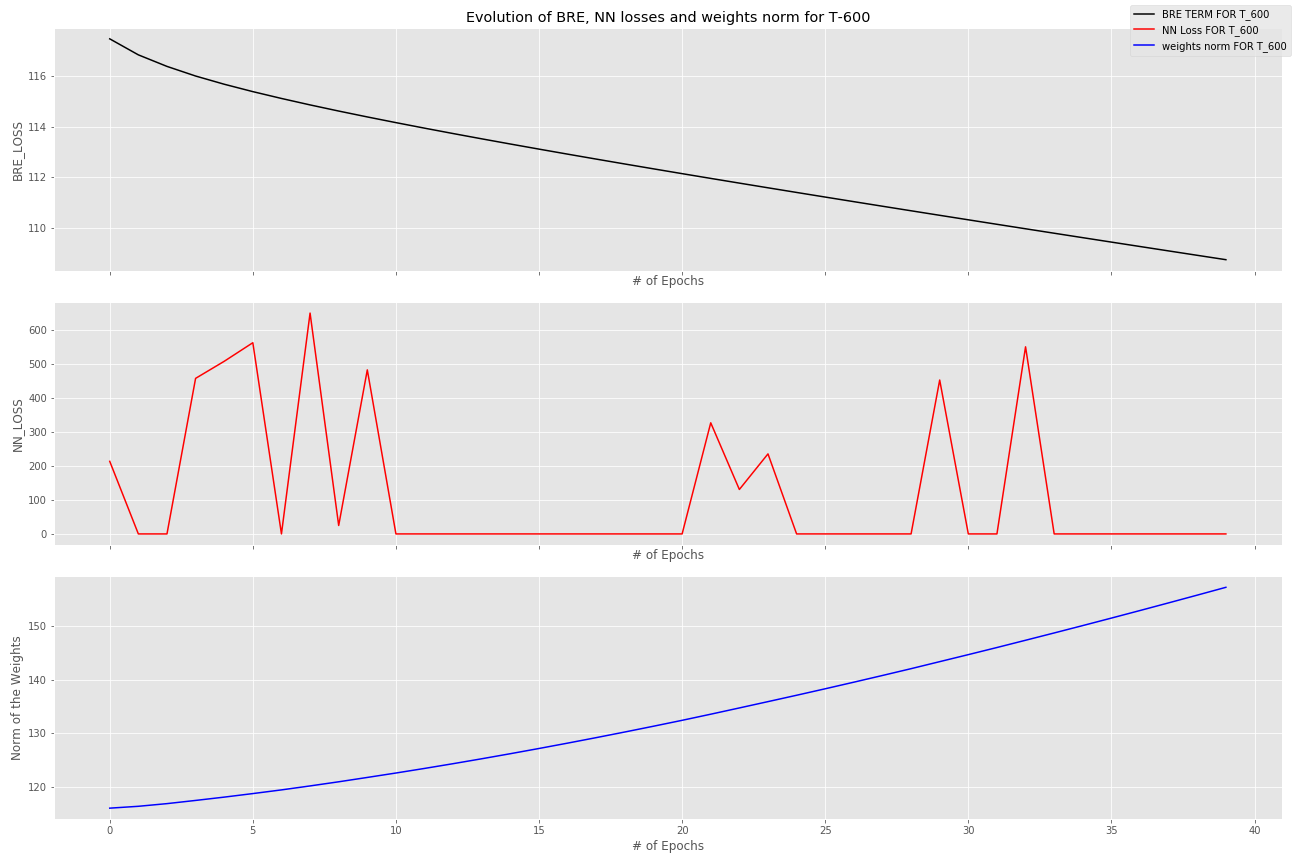 Evolution of BRE, NN losses and weights norm for T-600
BRE TERM FOR T_600
NN Loss FOR T_600
weights norm FOR T_600
BRE_LOSS
116
114
112
110
# of Epochs
NN_LOSS
600
500
400
300
200
100
0
# of Epochs
Norm of the Weights
150
140
130
120
0 5 10 15 20 25 30 35 40
# of Epochs